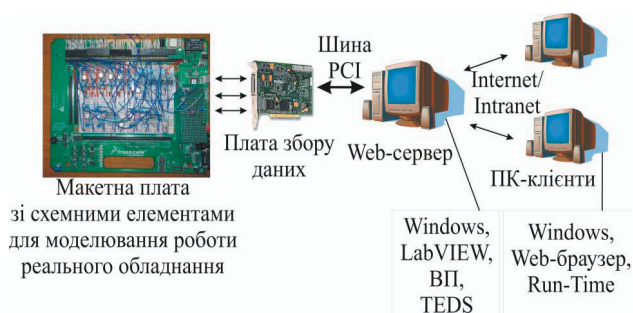 Шина
PCI
Internet/
Intranet
Плата збору
даних
Web-сервер
ПК-клієнти
Макетна плата
зі схемними елементами
для моделювання роботи
реального обладнання
Windows,
LabVIEW,
ВП,
TEDS
Windows,
Web-браузер,
Run-Time
freescale